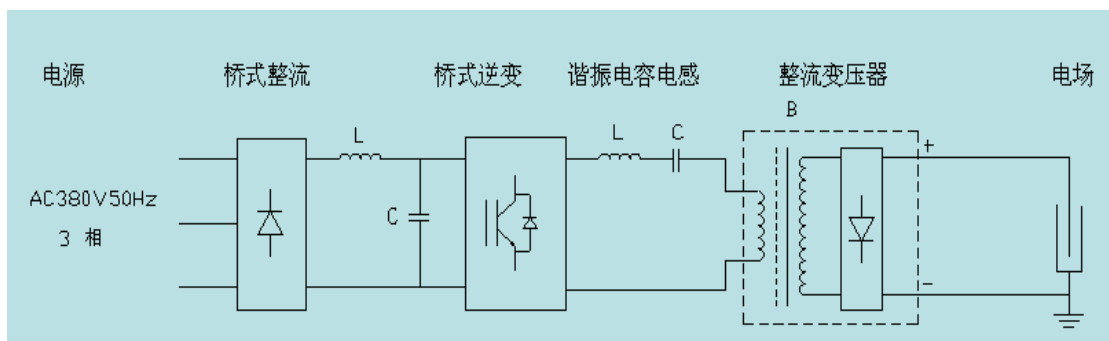 电源
桥式整流
桥式逆变
谐振电容电感
整流变压器
电场
B
L
L
C
+
AC380V50Hz
C
3 相
-